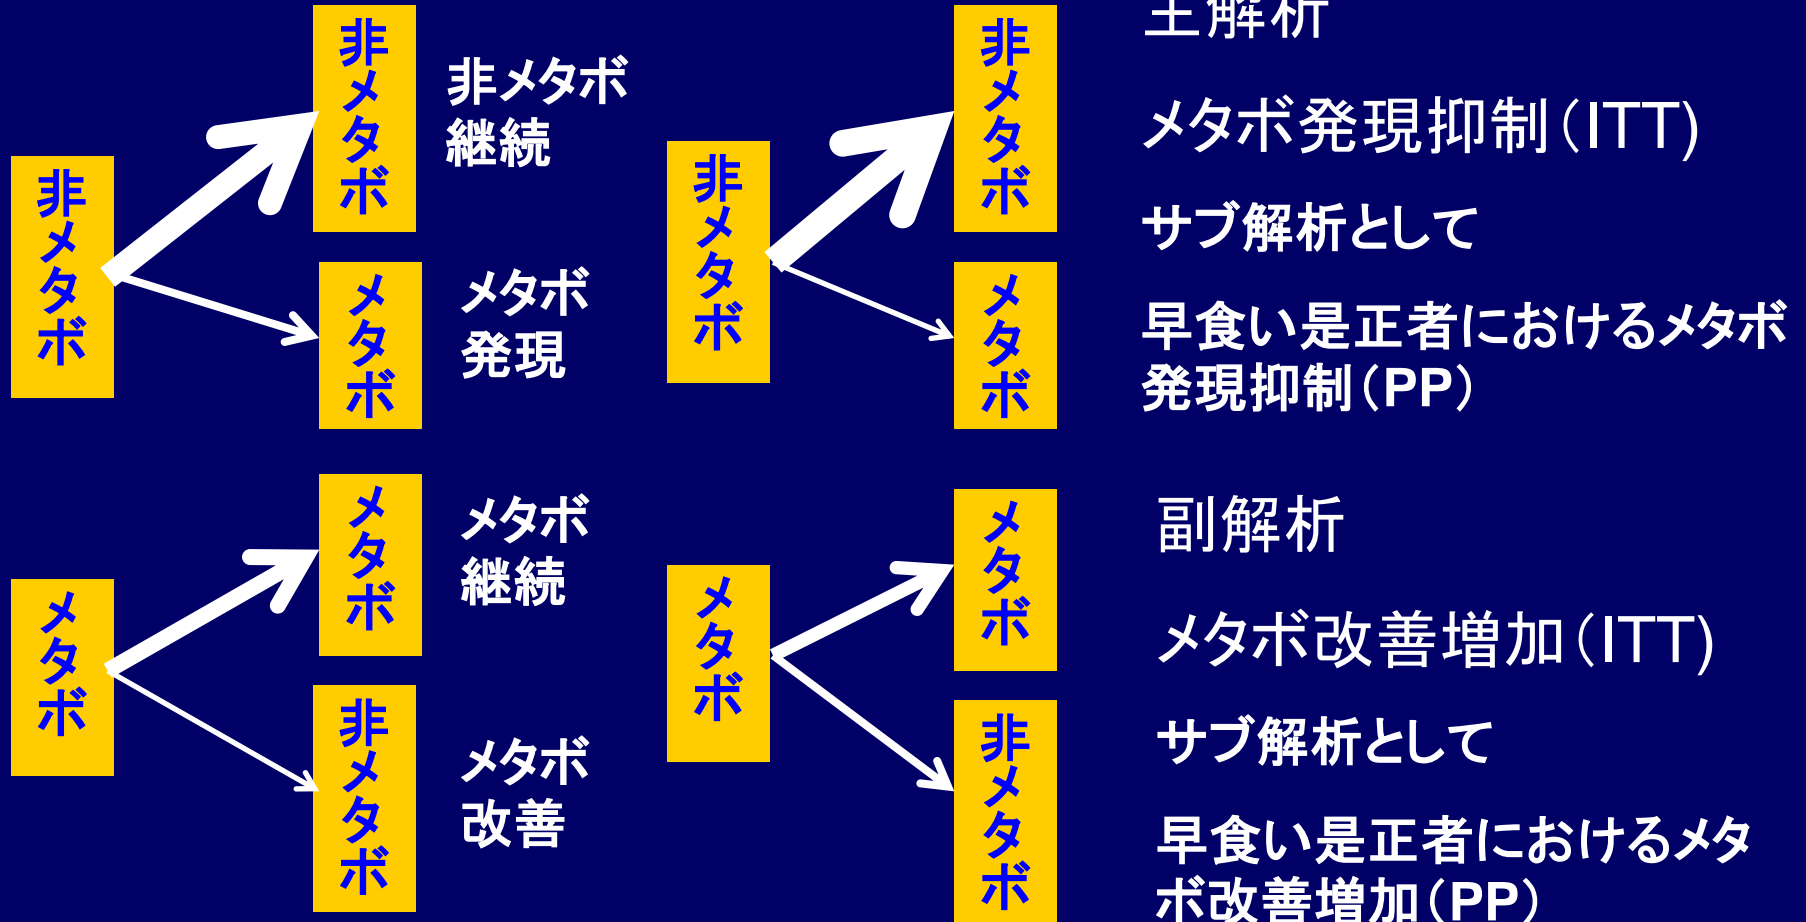 非メタボ
非メタボ
非メタボ
継続
メタボ
メタボ
発現
非メタボ
非メタボ
メタボ
主解析
メタボ発現抑制（ITT）
サブ解析として
早食い是正者におけるメタボ
発現抑制（PP）
メタボ
メタボ
メタボ
継続
非メタボ
メタボ
改善
メタボ
メタボ
非メタボ
副解析
メタボ改善増加（ITT）
サブ解析として
早食い是正者におけるメタ
ボ改善増加（PP）